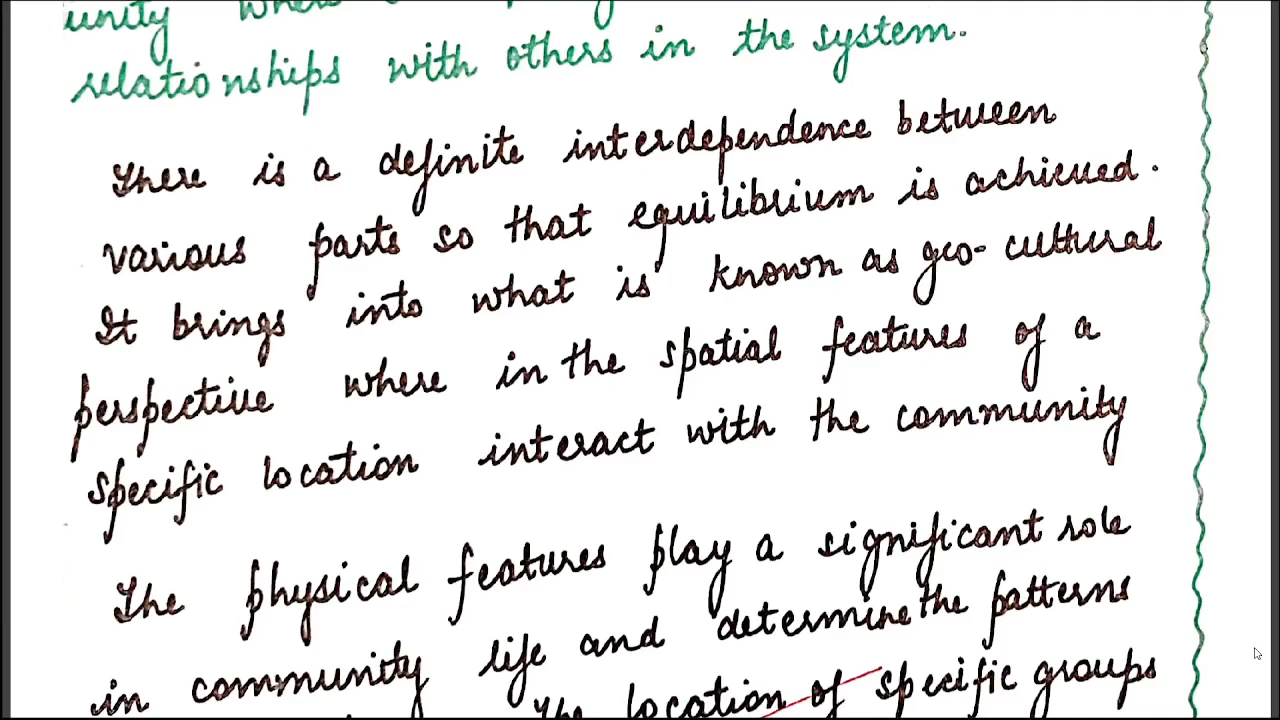 unity
relationships with others in the system.
There is a definite interdependence between
various parts so that equilibrium is achieved.
It brings into what is known as geo-cultural
perspective where in the spatial features of a
specific location interact with the community
The physical features play a significant role
in community life and determine the patterns
The location of specific groups